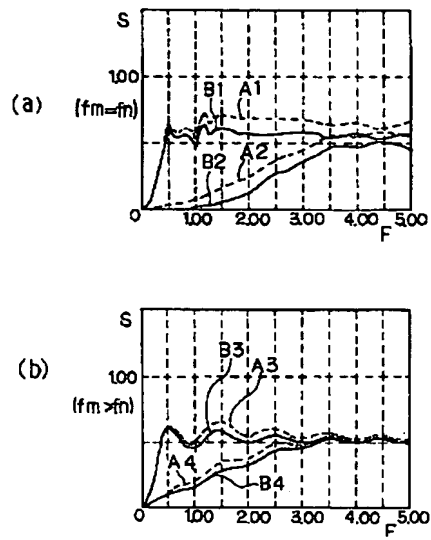 (a)
S
1.00
(fm=fn)
B1
A1
B2
A2
0
1.00
2.00
3.00
4.00
5.00
F
(b)
S
1.00
(fm>fn)
B3
A3
A4
B4
0
1.00
2.00
3.00
4.00
5.00
F